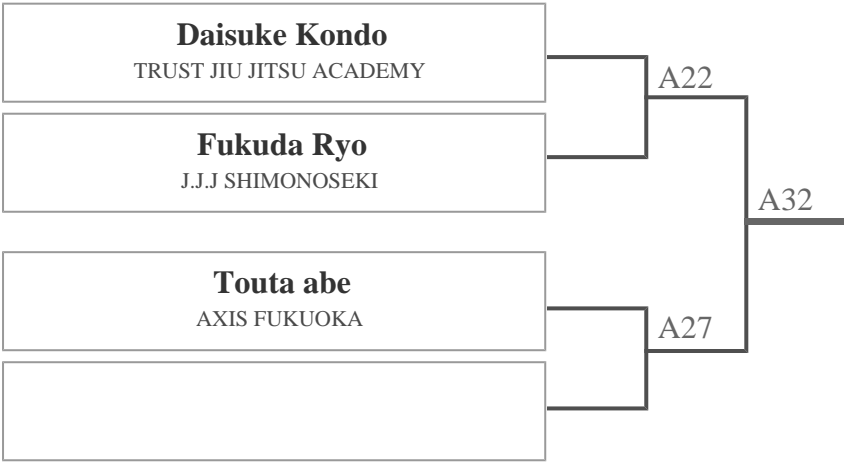 Daisuke Kondo
TRUST JIU JITSU ACADEMY
A22
Fukuda Ryo
J.J.J SHIMONOSEKI
A32
Touta abe
AXIS FUKUOKA
A27